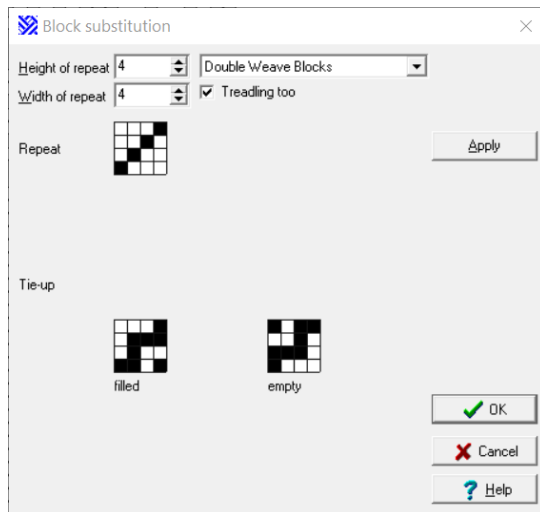 Block substitution
Height of repeat 4 Double Weave Blocks
Width of repeat 4 Treadling too
Repeat
Apply
Tie-up
filled empty
OK
Cancel
Help